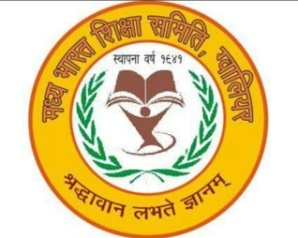 मध्य भारत शिक्षा समिति, ग्वालियर
स्थापना वर्ष १९४१
श्रद्धावान लभते ज्ञानम्